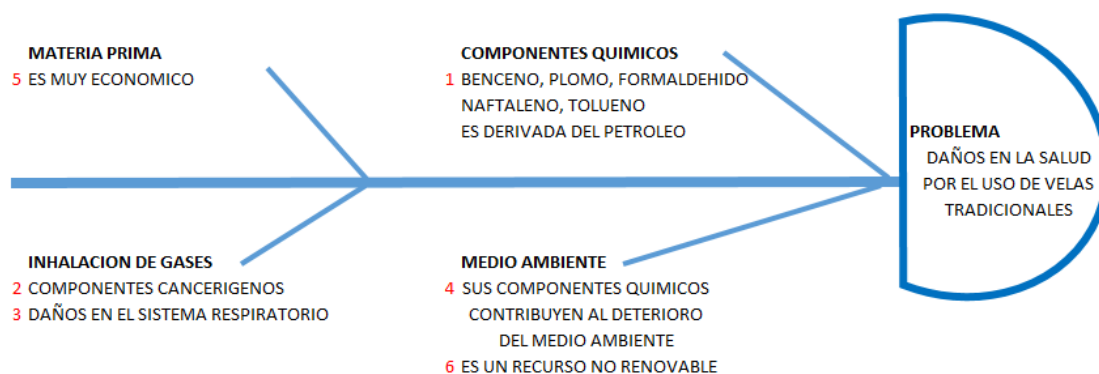 MATERIA PRIMA
5 ES MUY ECONOMICO
COMPONENTES QUIMICOS
1 BENCENO, PLOMO, FORMALDEHIDO
NAFTALENO, TOLUENO
ES DERIVADA DEL PETROLEO
PROBLEMA
DAÑOS EN LA SALUD
POR EL USO DE VELAS
TRADICIONALES
INHALACION DE GASES
2 COMPONENTES CANCERIGENOS
3 DAÑOS EN EL SISTEMA RESPIRATORIO
MEDIO AMBIENTE
4 SUS COMPONENTES QUIMICOS
CONTRIBUYEN AL DETERIORO
DEL MEDIO AMBIENTE
6 ES UN RECURSO NO RENOVABLE